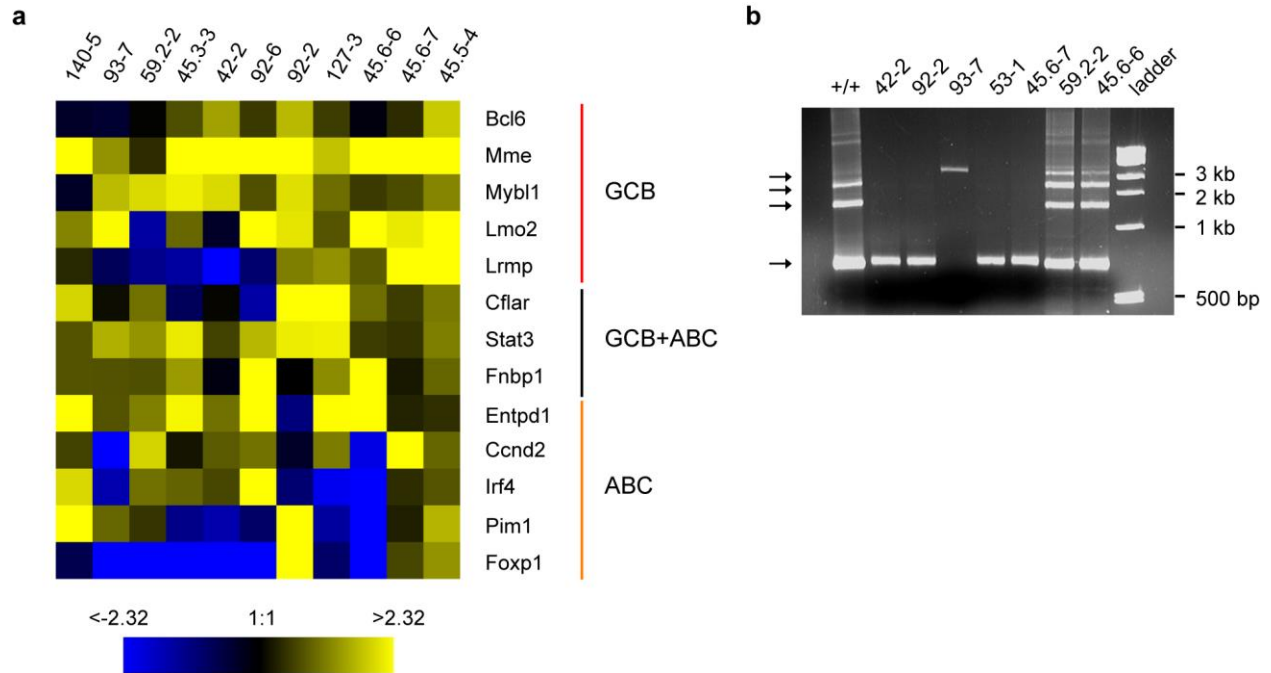 a
140-5 93-7 59.2-2 45.3-3 42-2 92-6 92-2 127-3 45.6-6 45.6-7 45.5-4
Bcl6
Mme
Mybl1
Lmo2
Lrmp
GCB
Cflar
Stat3
Fnbp1
GCB+ABC
Entpd1
Ccnd2
Irf4
Pim1
Foxp1
ABC
<-2.32 1:1 >2.32
b
+/+ 42-2 92-2 93-7 53-1 45.6-7 59.2-2 45.6-6 ladder
3 kb
2 kb
1 kb
500 bp